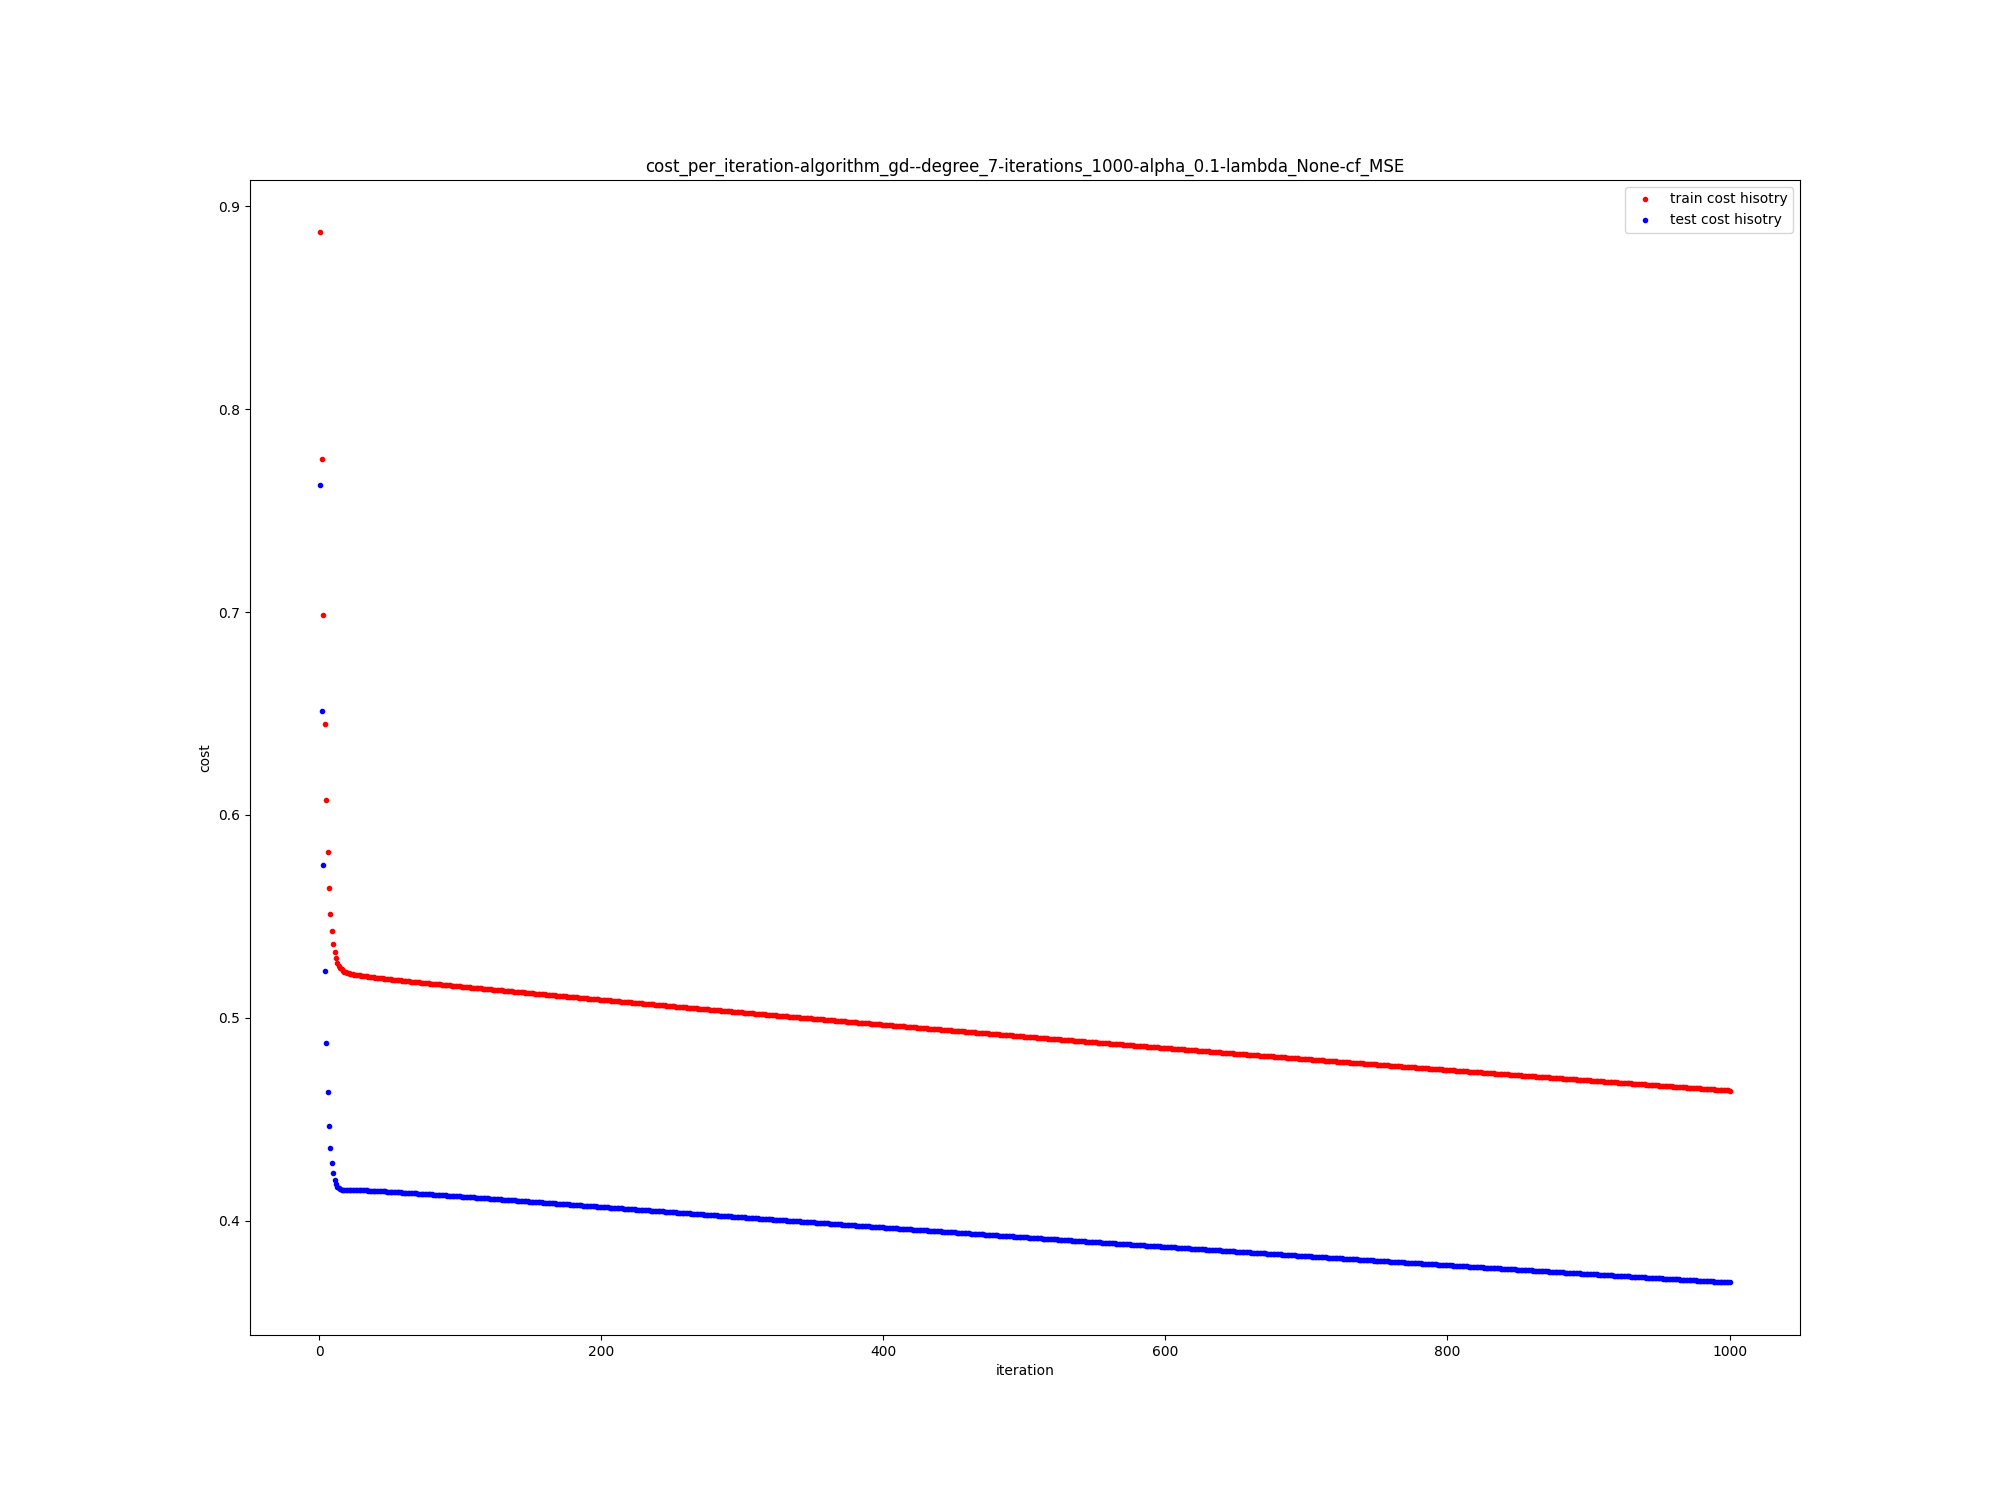 cost_per_iteration-algorithm_gd--degree_7-iterations_1000-alpha_0.1-lambda_None-cf_MSE
train cost hisotry
test cost hisotry
0.9
0.8
0.7
0.6
0.5
0.4
cost
0 200 400 600 800 1000
iteration